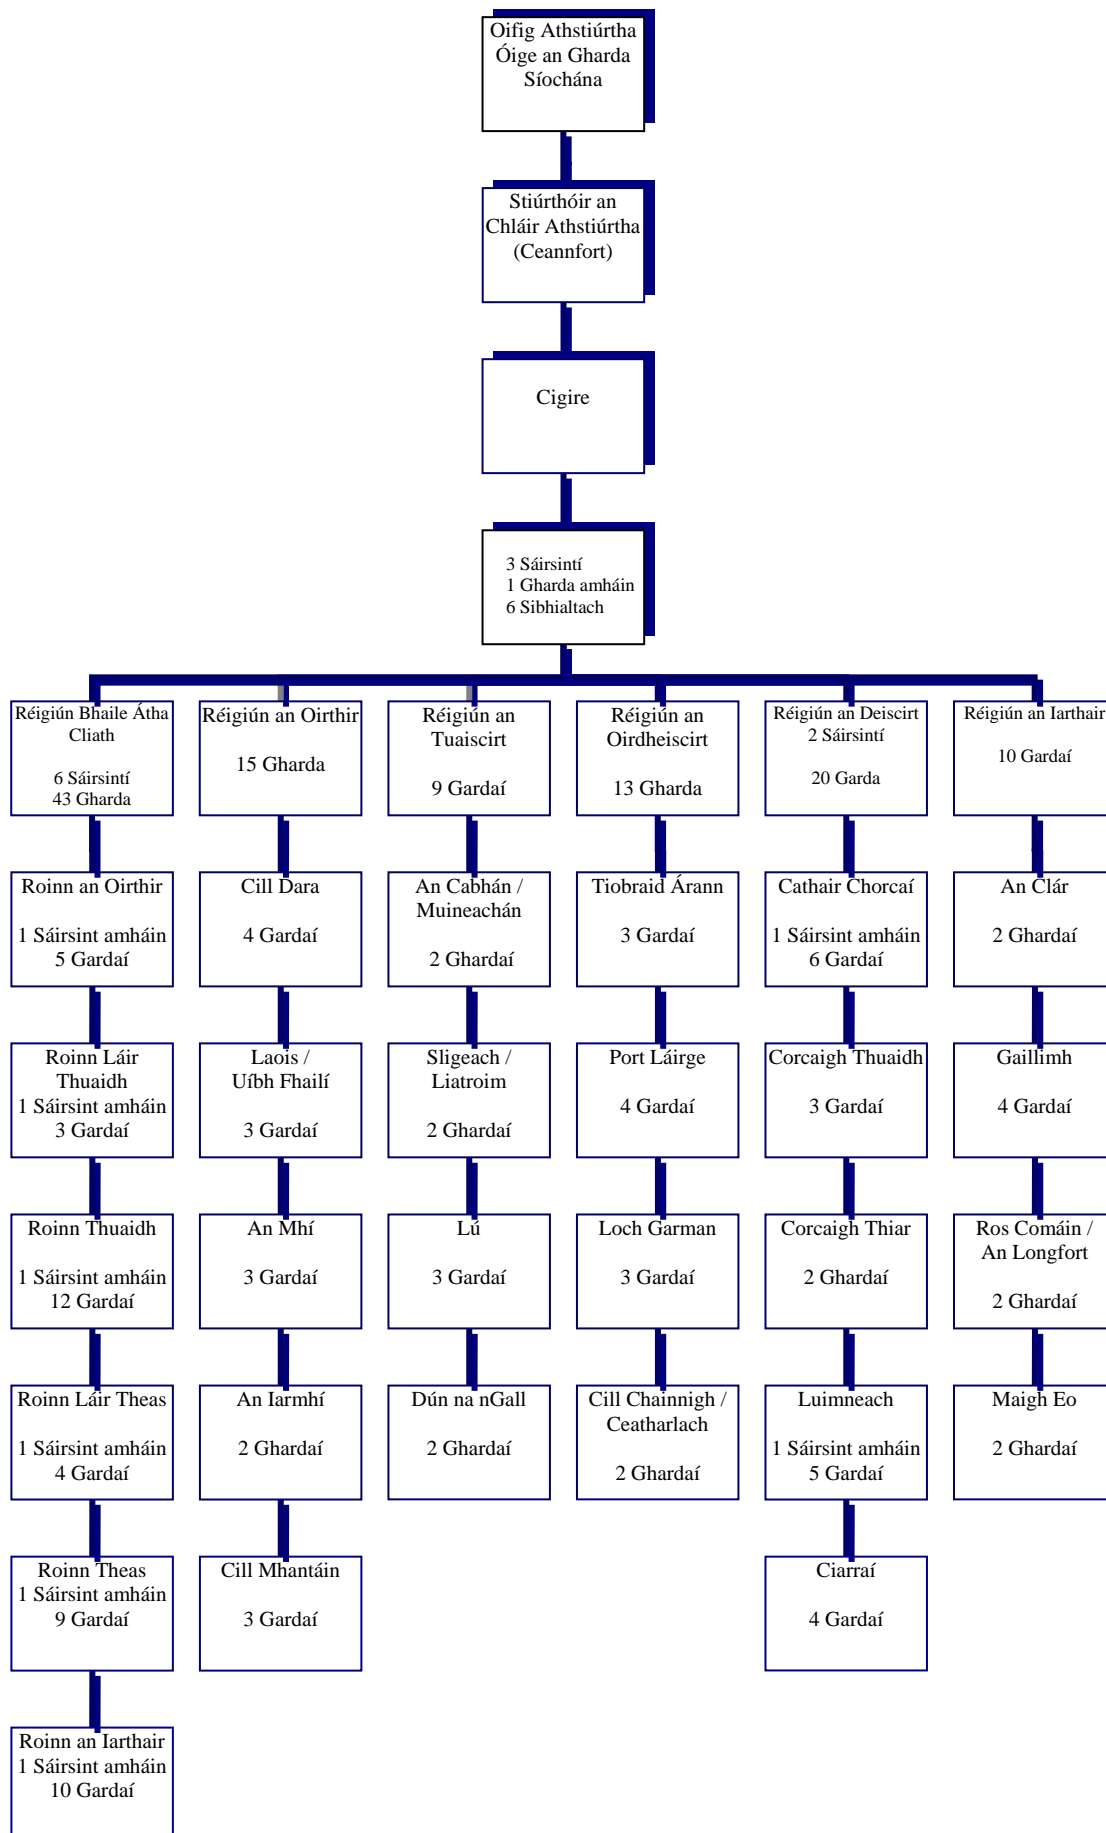 Oifig Athstiúrtha
Óige an Gharda
Síochána
Stiúrthóir an
Chláir Athstiúrtha
(Ceannfort)
Cigire
3 Sáirsintí
1 Gharda amháin
6 Sibhialtach
Réigiún Bhaile Átha
Cliath
6 Sáirsintí
43 Gharda
Réigiún an Oirthir
15 Gharda
Réigiún an
Tuaiscirt
9 Gardaí
Réigiún an
Oirdheiscirt
13 Gharda
Réigiún an Deiscirt
2 Sáirsintí
20 Garda
Réigiún an Iarthair
10 Gardaí
Roinn an Oirthir
1 Sáirsint amháin
5 Gardaí
Cill Dara
4 Gardaí
An Cabhán /
Muineachán
2 Ghardaí
Tiobraid Árann
3 Gardaí
Cathair Chorcaí
1 Sáirsint amháin
6 Gardaí
An Clár
2 Ghardaí
Roinn Láir
Thuaidh
1 Sáirsint amháin
3 Gardaí
Laois /
Uíbh Fhailí
3 Gardaí
Sligeach /
Liatroim
2 Ghardaí
Port Láirge
4 Gardaí
Corcaigh Thuaidh
3 Gardaí
Gaillimh
4 Gardaí
Roinn Thuaidh
1 Sáirsint amháin
12 Gardaí
An Mhí
3 Gardaí
Lú
3 Gardaí
Loch Garman
3 Gardaí
Corcaigh Thiar
2 Ghardaí
Ros Comáin /
An Longfort
2 Ghardaí
Roinn Láir Theas
1 Sáirsint amháin
4 Gardaí
An Iarmhí
2 Ghardaí
Dún na nGall
2 Ghardaí
Cill Chainnigh /
Ceatharlach
2 Ghardaí
Luimneach
1 Sáirsint amháin
5 Gardaí
Maigh Eo
2 Ghardaí
Roinn Theas
1 Sáirsint amháin
9 Gardaí
Cill Mhantáin
3 Gardaí
Ciarraí
4 Gardaí
Roinn an Iarthair
1 Sáirsint amháin
10 Gardaí